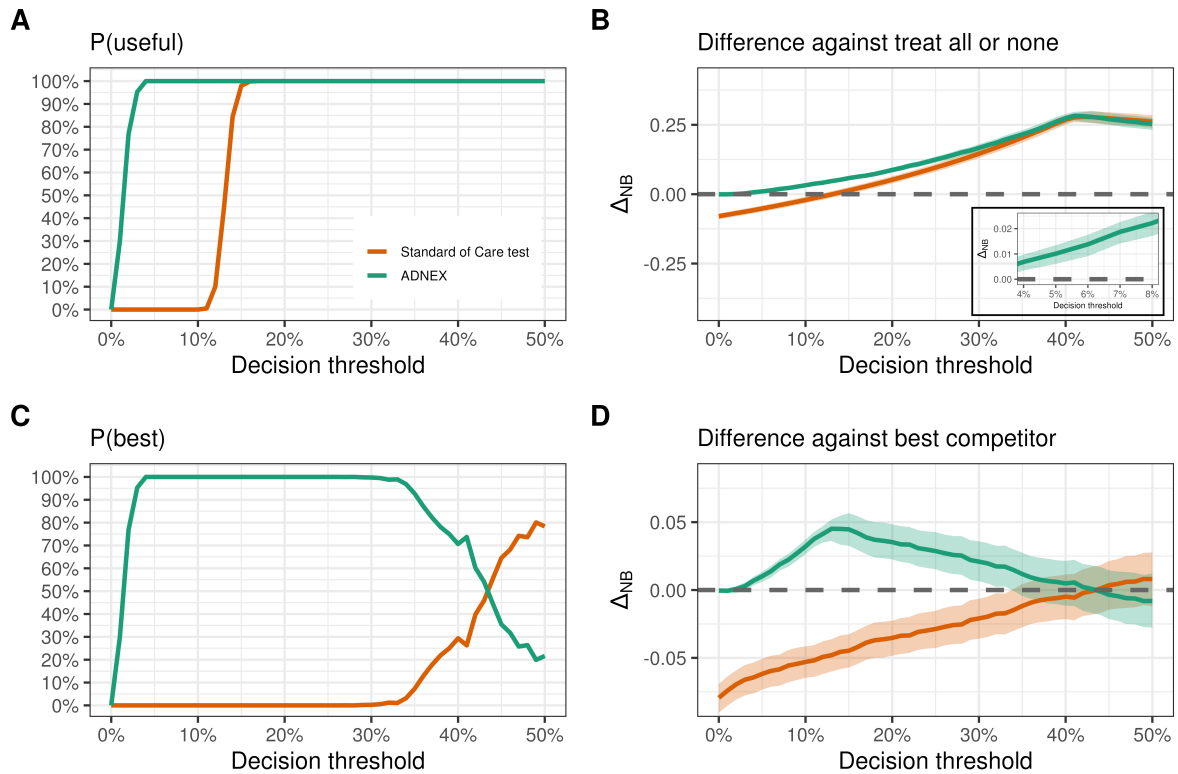 A
P(useful)
100%
90%
80%
70%
60%
50%
40%
30%
20%
10%
0%
Standard of Care test
ADNEX
0% 10% 20% 30% 40% 50%
Decision threshold
B
Difference against treat all or none
ΔNB
0.25
0.00
-0.25
ΔNB
0.02
0.01
0.00
4% 5% 6% 7% 8%
Decision threshold
0% 10% 20% 30% 40% 50%
Decision threshold
C
P(best)
100%
90%
80%
70%
60%
50%
40%
30%
20%
10%
0%
0% 10% 20% 30% 40% 50%
Decision threshold
D
Difference against best competitor
ΔNB
0.05
0.00
-0.05
0% 10% 20% 30% 40% 50%
Decision threshold